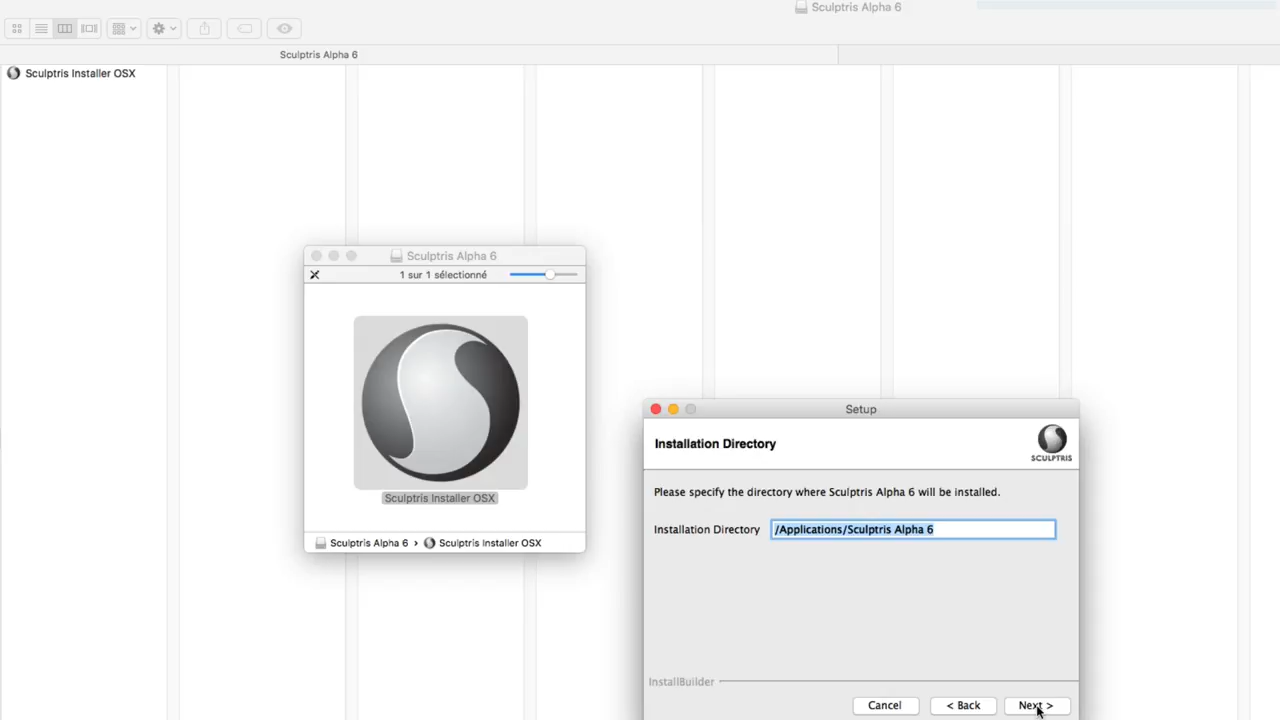 Sculptris Alpha 6
Sculptris Alpha 6
Sculptris Installer OSX
Sculptris Alpha 6
1 sur 1 sélectionné
Sculptris Installer OSX
Sculptris Alpha 6 › Sculptris Installer OSX
Setup
Installation Directory
SCULPTRIS
Please specify the directory where Sculptris Alpha 6 will be installed.
Installation Directory /Applications/Sculptris Alpha 6
InstallBuilder
Cancel < Back Next >